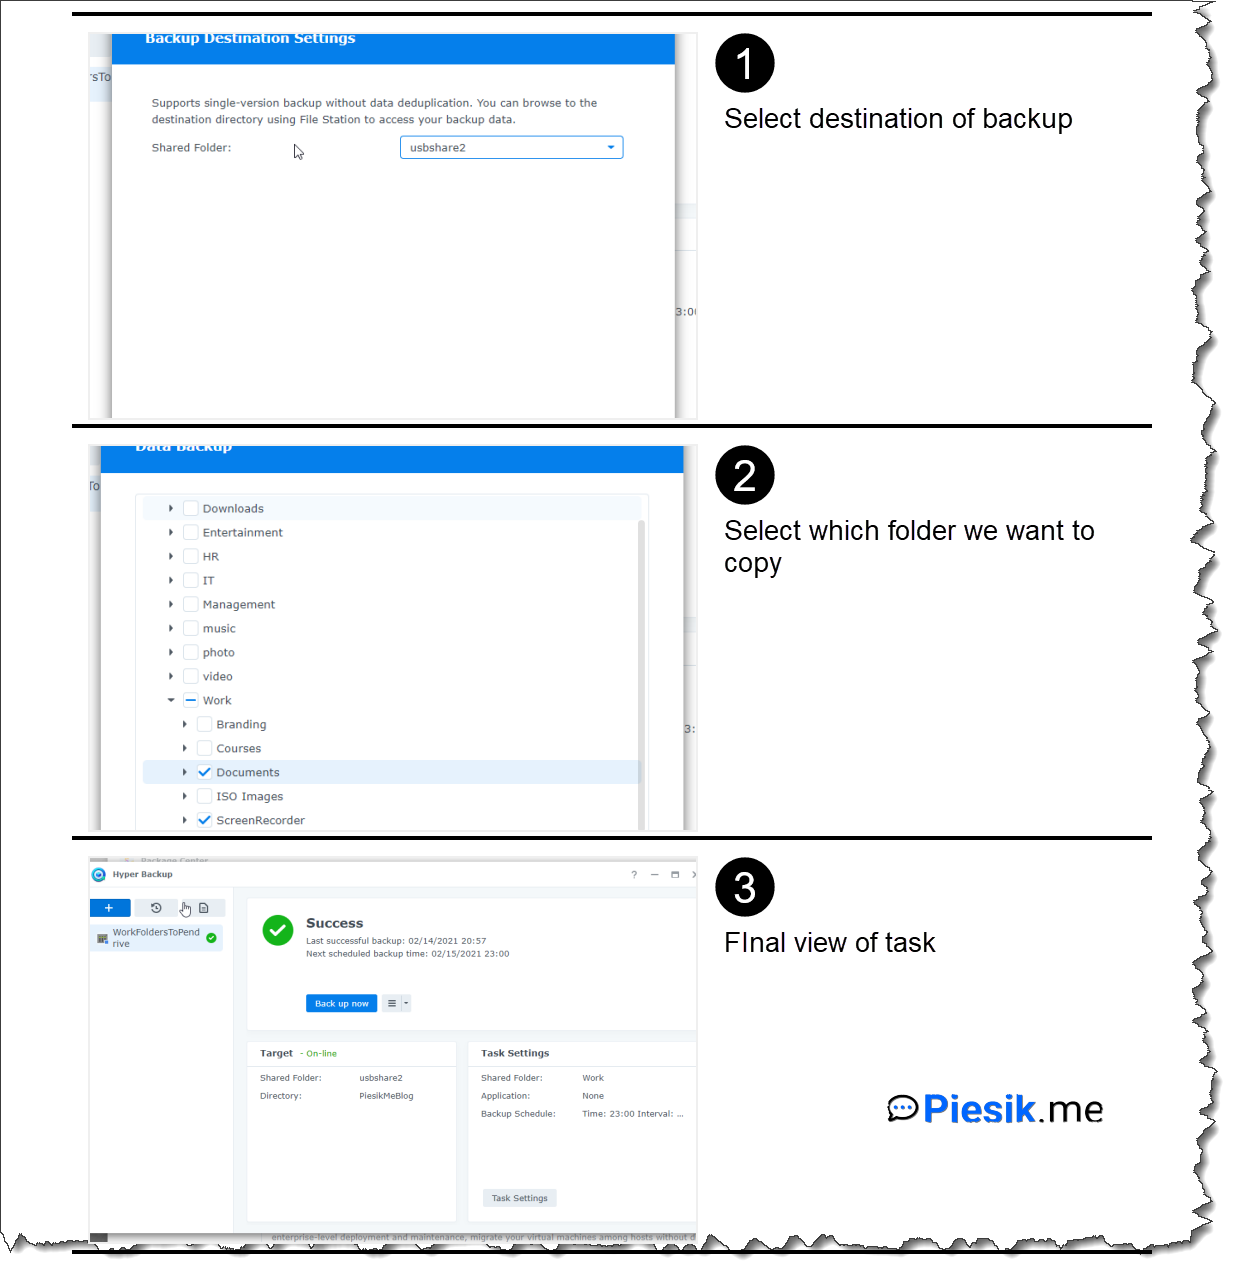 Backup Destination Settings
1
rsTo
Supports single-version backup without data deduplication. You can browse to the
destination directory using File Station to access your backup data.
Shared Folder: usbshare2
3:00
Select destination of backup
Data Backup
2
To
Downloads
Entertainment
HR
IT
Management
music
photo
video
Work
Branding
Courses
Documents
ISO Images
ScreenRecorder
3:
Select which folder we want to
copy
Package Center
Hyper Backup
?
3
WorkFoldersToPend
rive
Success
Last successful backup: 02/14/2021 20:57
Next scheduled backup time: 02/15/2021 23:00
Back up now
Target - On-line
Shared Folder: usbshare2
Directory: PiesikMeBlog
Task Settings
Shared Folder: Work
Application: None
Backup Schedule: Time: 23:00 Interval: ...
Task Settings
FInal view of task
Piesik.me
enterprise-level deployment and maintenance, migrate your virtual machines among hosts without d